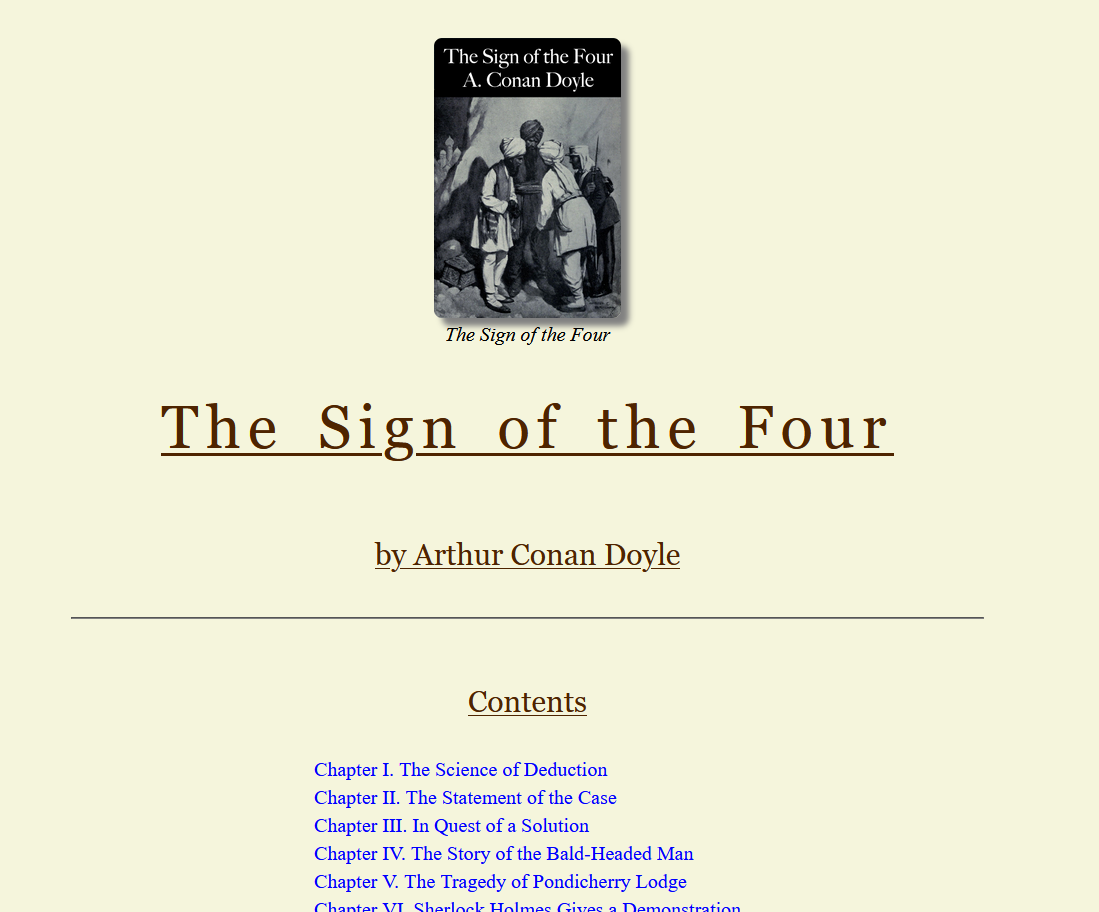 The Sign of the Four
A. Conan Doyle
The Sign of the Four
The Sign of the Four
by Arthur Conan Doyle
Contents
Chapter I. The Science of Deduction
Chapter II. The Statement of the Case
Chapter III. In Quest of a Solution
Chapter IV. The Story of the Bald-Headed Man
Chapter V. The Tragedy of Pondicherry Lodge
Chapter VI. Sherlock Holmes Gives a Demonstration